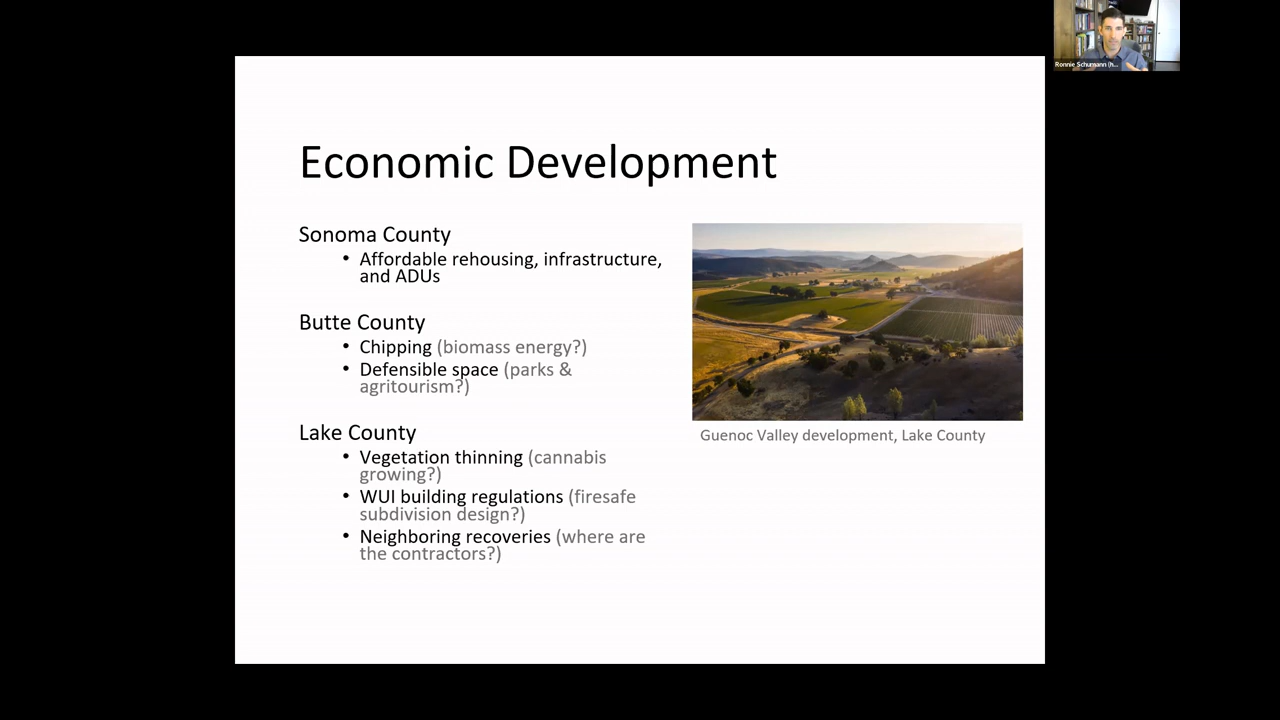 Ronnie Schumann (h...
Economic Development
Sonoma County
• Affordable rehousing, infrastructure,
and ADUs
Butte County
• Chipping (biomass energy?)
• Defensible space (parks &
agritourism?)
Lake County
• Vegetation thinning (cannabis
growing?)
• WUI building regulations (firesafe
subdivision design?)
• Neighboring recoveries (where are
the contractors?)
Guenoc Valley development, Lake County